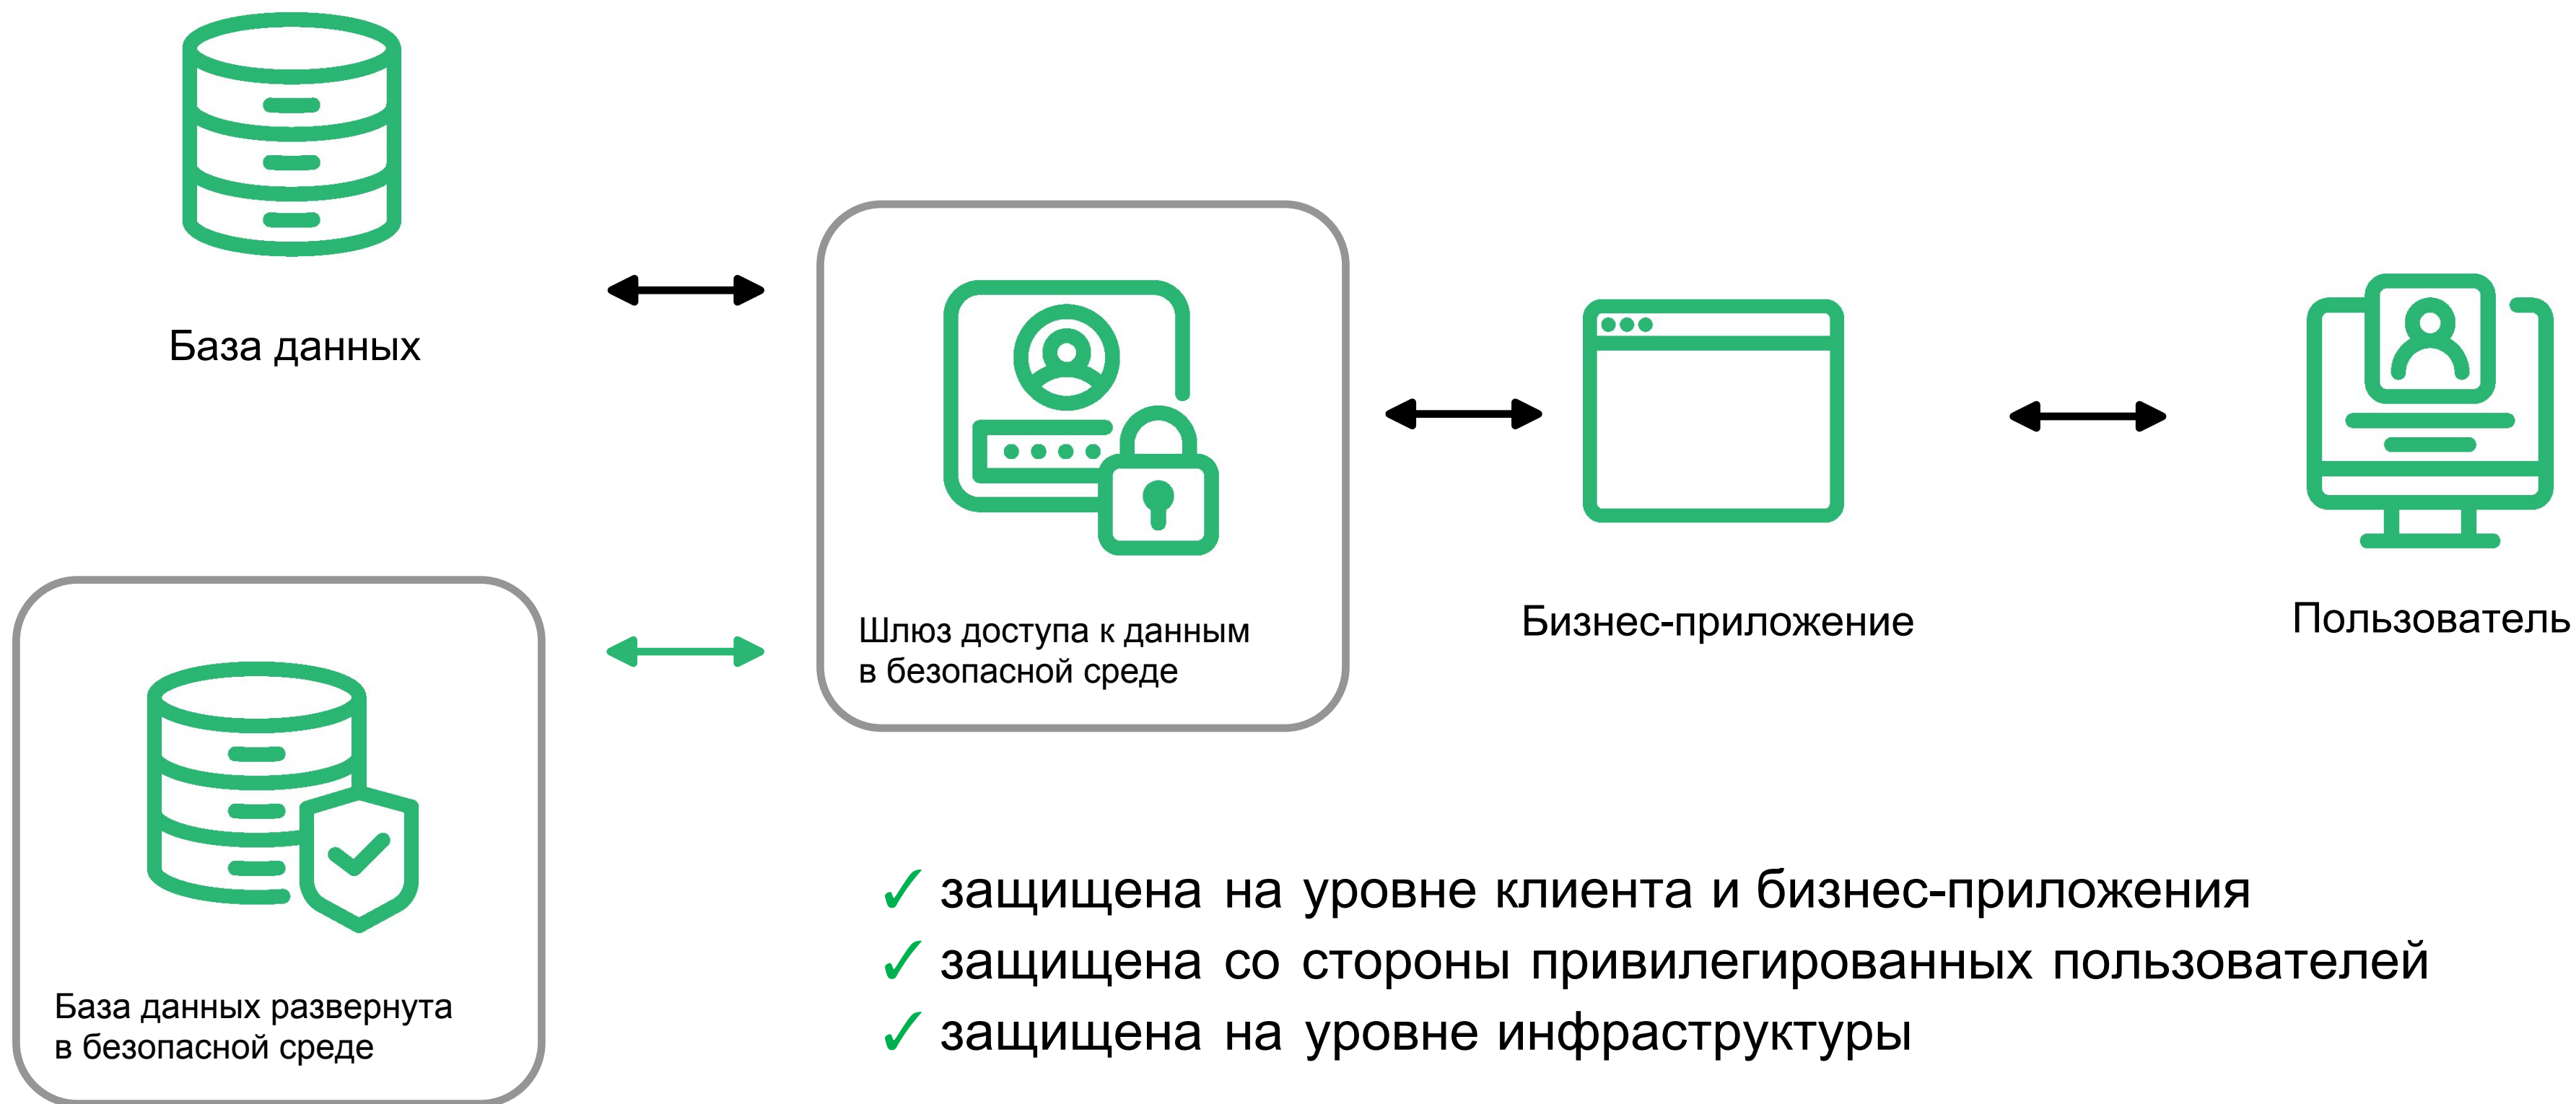 База данных
Шлюз доступа к данным
в безопасной среде
Бизнес-приложение
Пользователь
База данных развернута
в безопасной среде
✓ защищена на уровне клиента и бизнес-приложения
✓ защищена со стороны привилегированных пользователей
✓ защищена на уровне инфраструктуры